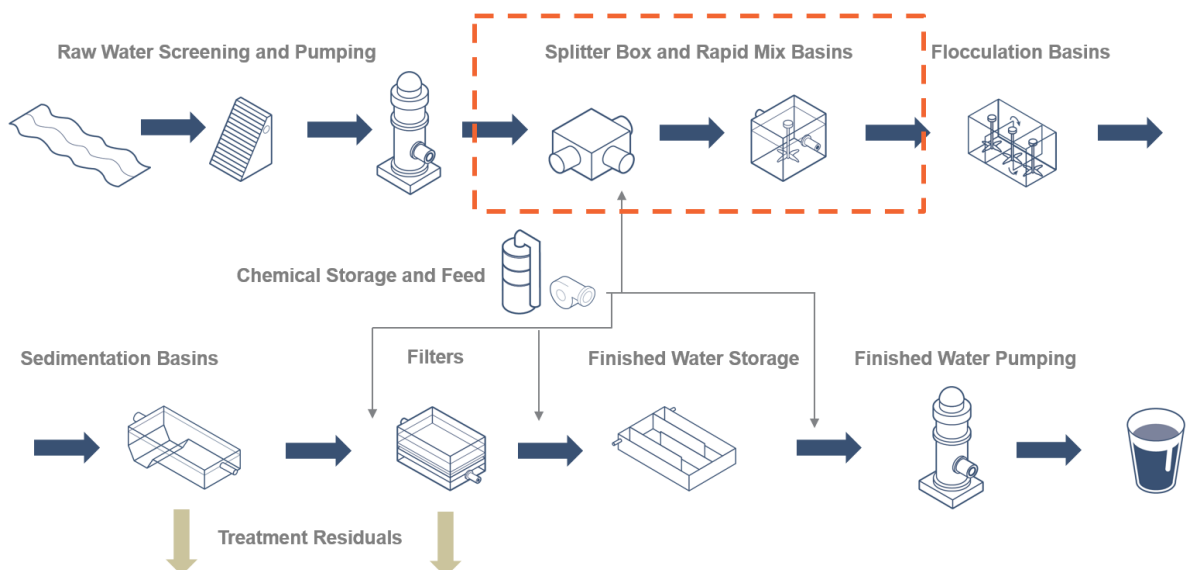 Raw Water Screening and Pumping
Splitter Box and Rapid Mix Basins
Flocculation Basins
Chemical Storage and Feed
Sedimentation Basins
Filters
Finished Water Storage
Finished Water Pumping
Treatment Residuals